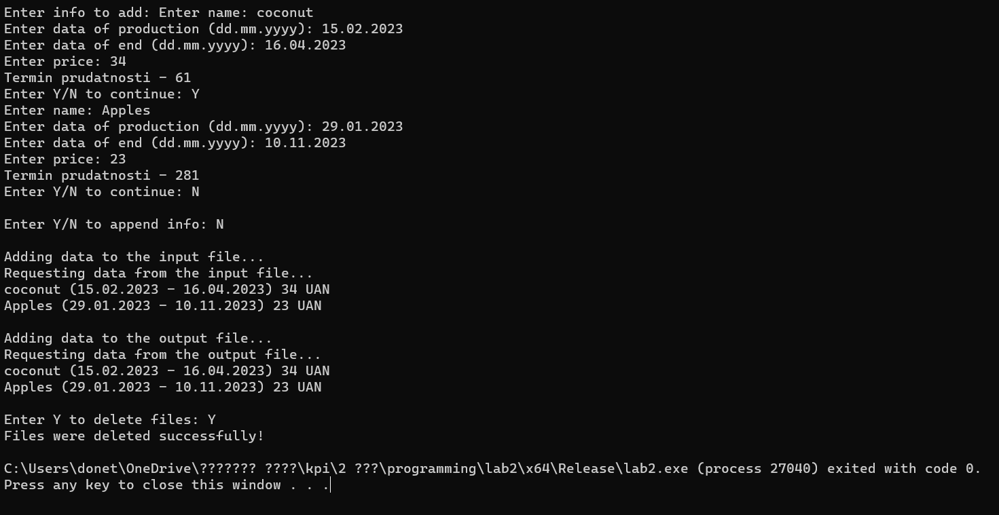 Enter info to add: Enter name: coconut
Enter data of production (dd.mm.yyyy): 15.02.2023
Enter data of end (dd.mm.yyyy): 16.04.2023
Enter price: 34
Termin prudatnosti - 61
Enter Y/N to continue: Y
Enter name: Apples
Enter data of production (dd.mm.yyyy): 29.01.2023
Enter data of end (dd.mm.yyyy): 10.11.2023
Enter price: 23
Termin prudatnosti - 281
Enter Y/N to continue: N
Enter Y/N to append info: N
Adding data to the input file...
Requesting data from the input file...
coconut (15.02.2023 - 16.04.2023) 34 UAN
Apples (29.01.2023 - 10.11.2023) 23 UAN
Adding data to the output file...
Requesting data from the output file...
coconut (15.02.2023 - 16.04.2023) 34 UAN
Apples (29.01.2023 - 10.11.2023) 23 UAN
Enter Y to delete files: Y
Files were deleted successfully!
C:\Users\donet\OneDrive\??????? ????\kpi\2 ???\programming\lab2\x64\Release\lab2.exe (process 27040) exited with code 0.
Press any key to close this window . . .